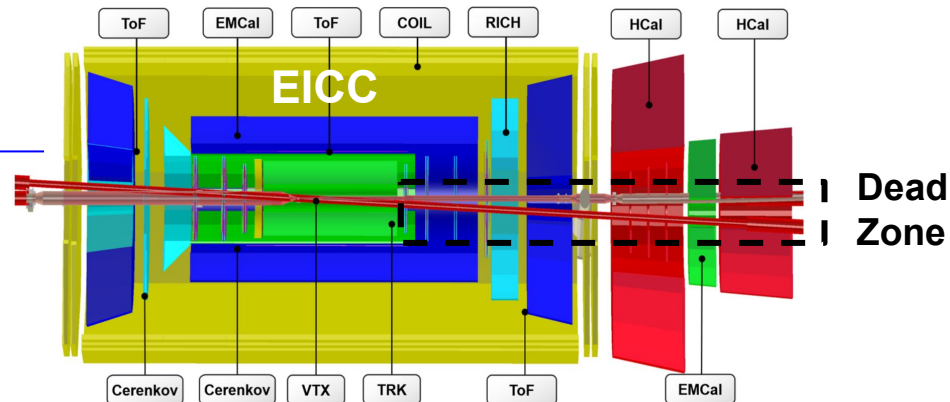 ToF EMCal ToF COIL RICH HCal HCal
EICC
Dead
Zone
Cerenkov Cerenkov VTX TRK ToF EMCal